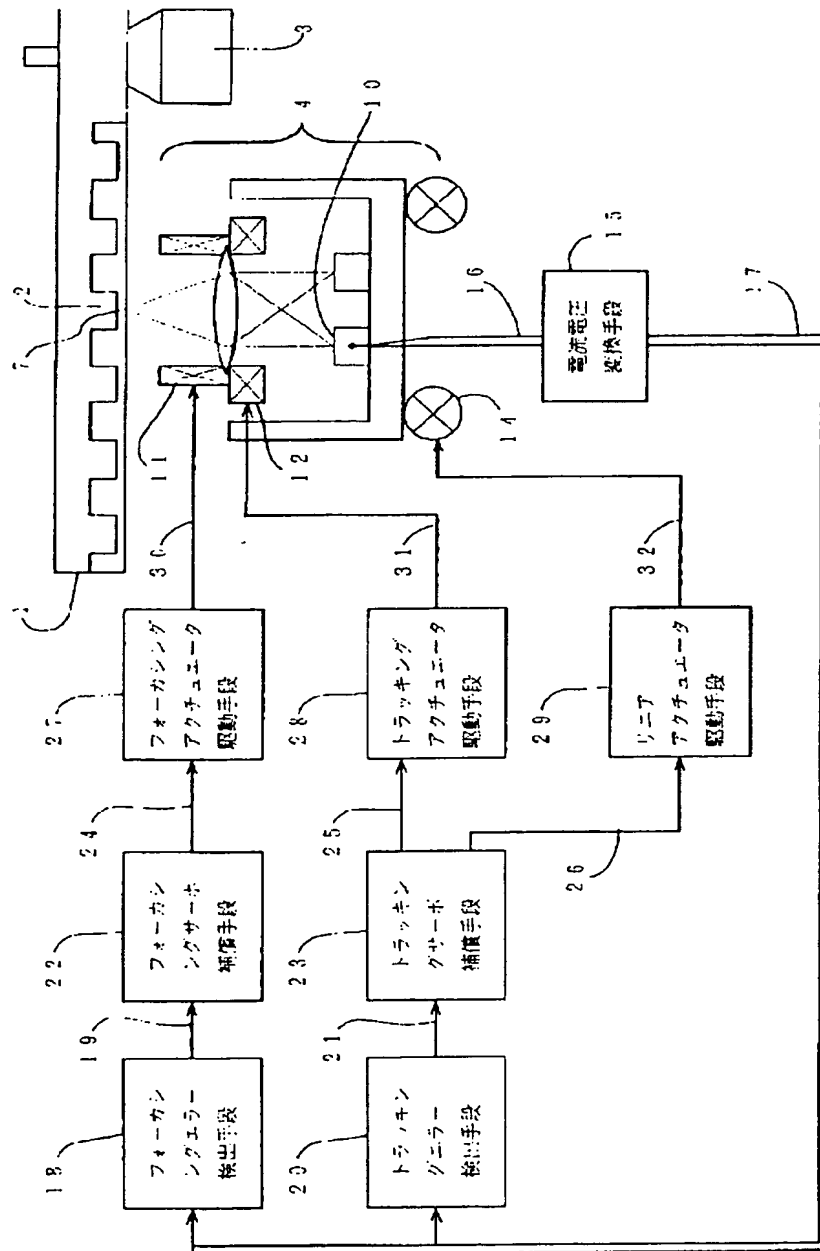 1
7
2
3
4
10
11
12
14
電流電圧
変換手段
15
16
17
フォーカシング
アクチュエータ
駆動手段
27
30
トラッキング
アクチュエータ
駆動手段
28
31
リニア
アクチュエータ
駆動手段
29
32
フォーカシ
ングサーボ
補償手段
22
24
トラッキン
グサーボ
補償手段
23
25
26
フォーカシ
ングエラー
検出手段
18
19
トラッキン
グエラー
検出手段
20
21